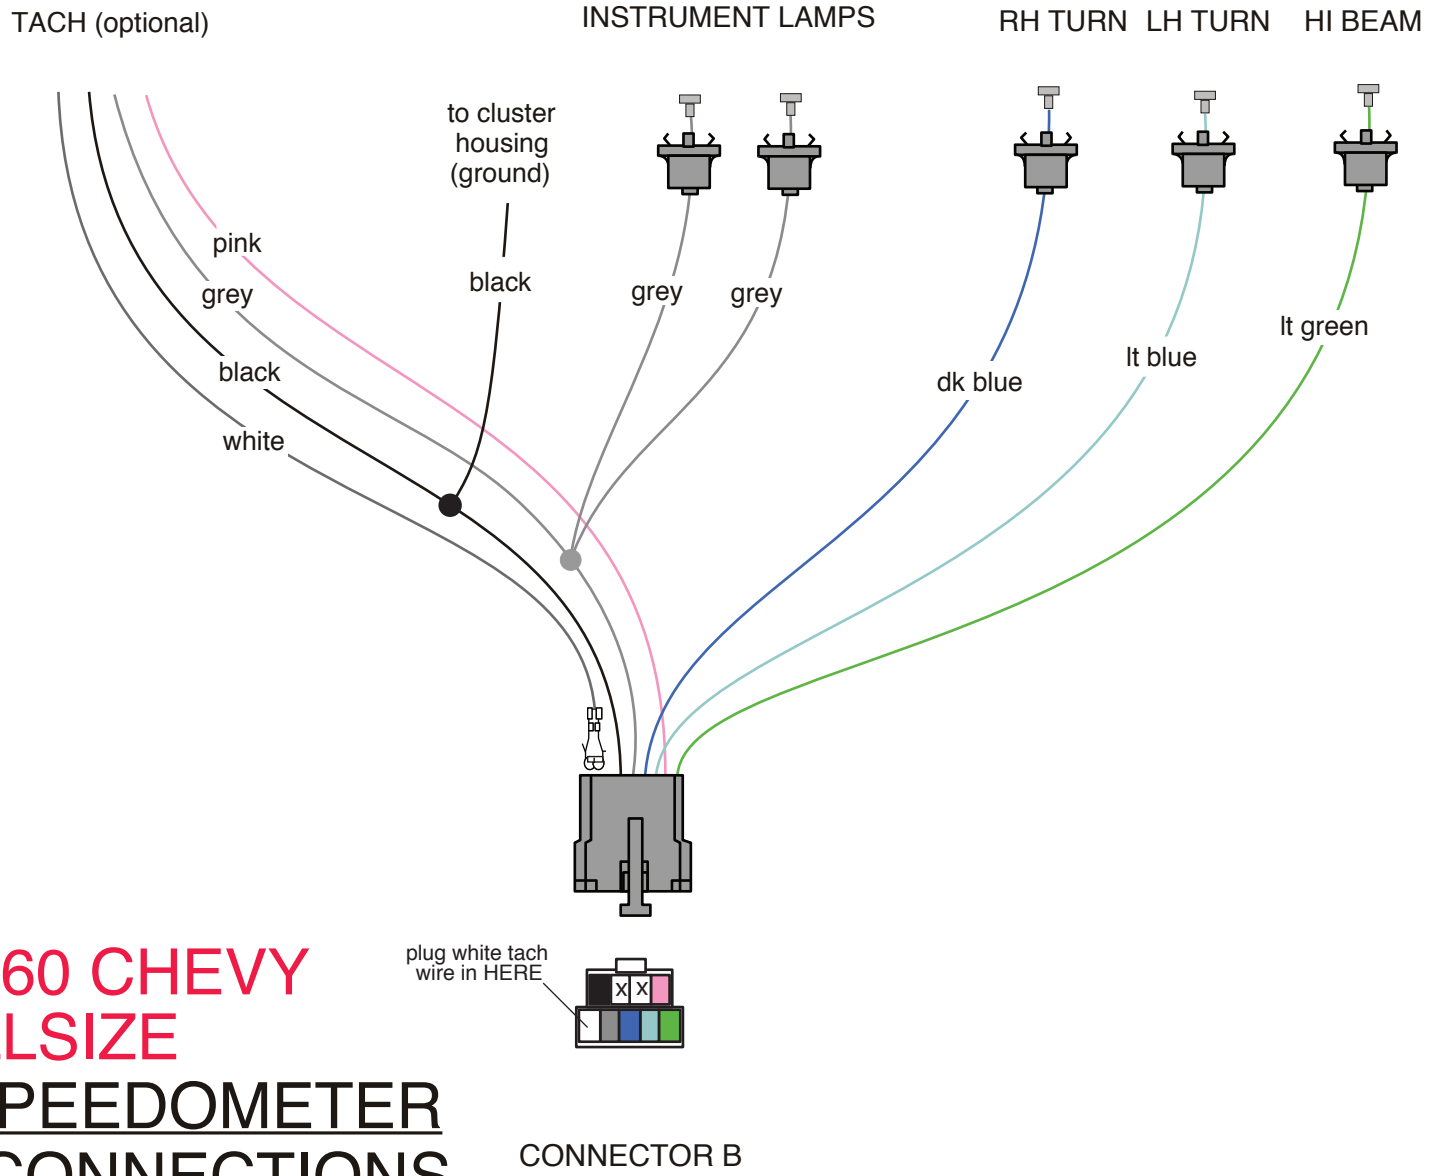 TACH (optional)
INSTRUMENT LAMPS
RH TURN
LH TURN
HI BEAM
to cluster
housing
(ground)
pink
grey
black
white
black
grey
grey
dk blue
lt blue
lt green
plug white tach
wire in HERE
X X
60 CHEVY
LSIZE
PEEDOMETER
CONNECTIONS
CONNECTOR B